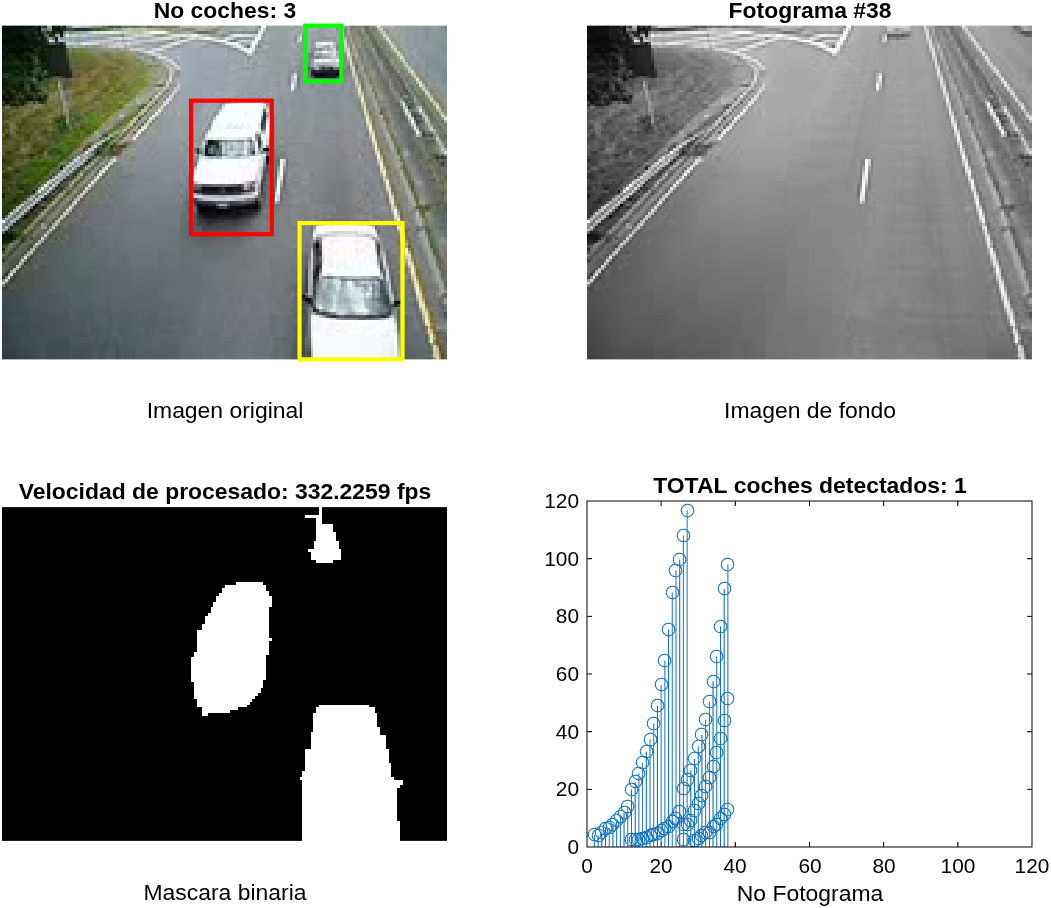 No coches: 3
Fotograma #38
Imagen original
Imagen de fondo
Velocidad de procesado: 332.2259 fps
TOTAL coches detectados: 1
120
100
80
60
40
20
0
0 20 40 60 80 100 120
No Fotograma
Mascara binaria